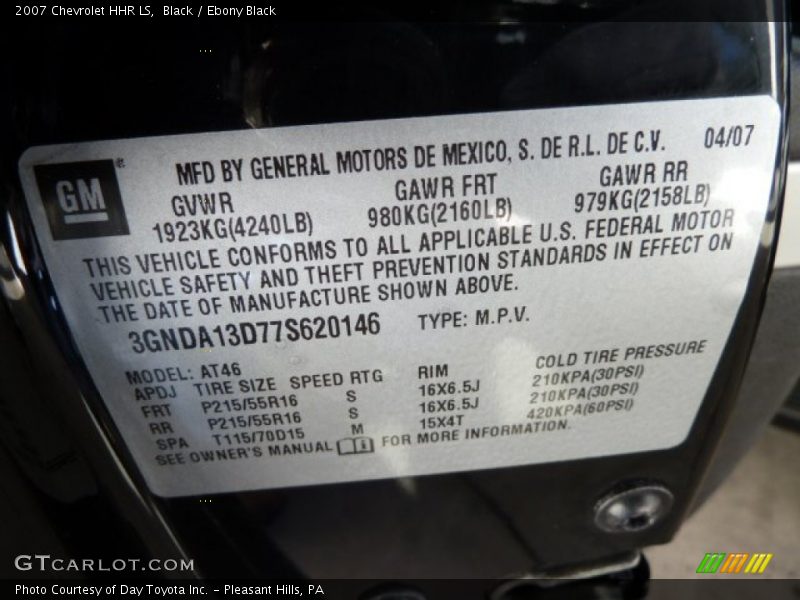 2007 Chevrolet HHR LS, Black / Ebony Black
GM
MFD BY GENERAL MOTORS DE MEXICO, S. DE R.L. DE C.V. 04/07
GVWR GAWR FRT GAWR RR
1923KG(4240LB) 980KG(2160LB) 979KG(2158LB)
THIS VEHICLE CONFORMS TO ALL APPLICABLE U.S. FEDERAL MOTOR
VEHICLE SAFETY AND THEFT PREVENTION STANDARDS IN EFFECT ON
THE DATE OF MANUFACTURE SHOWN ABOVE.
3GNDA13D77S620146 TYPE: M.P.V.
MODEL: AT46
APDJ TIRE SIZE SPEED RTG RIM COLD TIRE PRESSURE
FRT P215/55R16 S 16X6.5J 210KPA(30PSI)
RR P215/55R16 S 16X6.5J 210KPA(30PSI)
SPA T115/70D15 M 15X4T 420KPA(60PSI)
SEE OWNER'S MANUAL FOR MORE INFORMATION.
GTCARLOT.COM
Photo Courtesy of Day Toyota Inc. - Pleasant Hills, PA